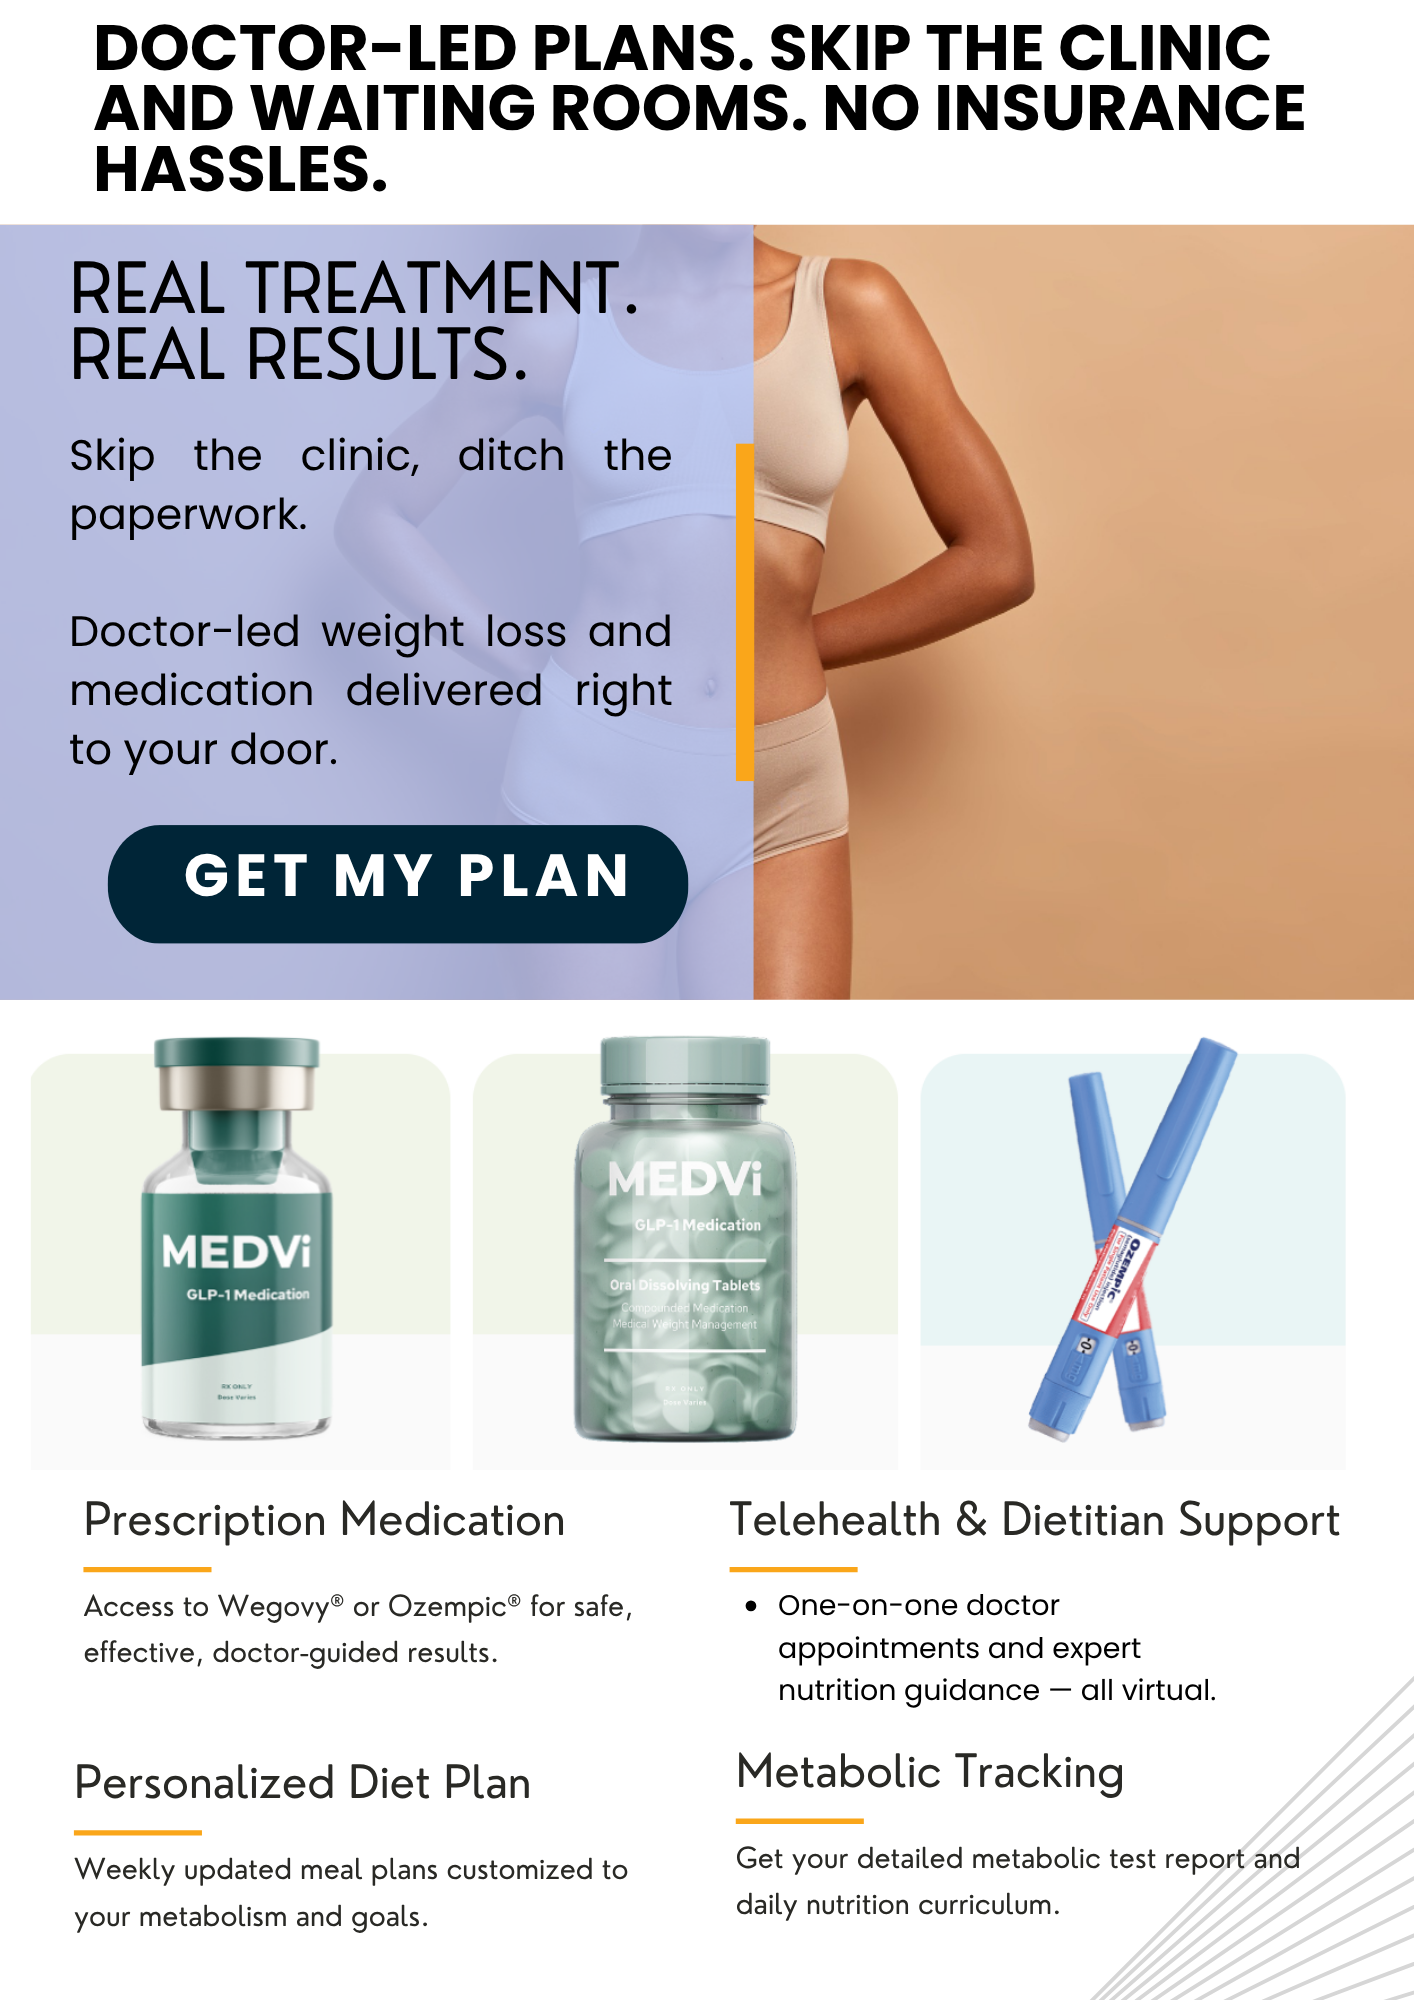 DOCTOR-LED PLANS. SKIP THE CLINIC
AND WAITING ROOMS. NO INSURANCE
HASSLES.
REAL TREATMENT.
REAL RESULTS.
Skip the clinic, ditch the
paperwork.
Doctor-led weight loss and
medication delivered right
to your door.
GET MY PLAN
MEDVi
GLP-1 Medication
RX ONLY
Dose Varies
MEDVi
GLP-1 Medication
Oral Dissolving Tablets
Compounded Medication
Medical Weight Management
RX ONLY
Dose Varies
OZEMPIC
Prescription Medication
Access to Wegovy® or Ozempic® for safe,
effective, doctor-guided results.
Telehealth & Dietitian Support
• One-on-one doctor
appointments and expert
nutrition guidance — all virtual.
Personalized Diet Plan
Weekly updated meal plans customized to
your metabolism and goals.
Metabolic Tracking
Get your detailed metabolic test report and
daily nutrition curriculum.